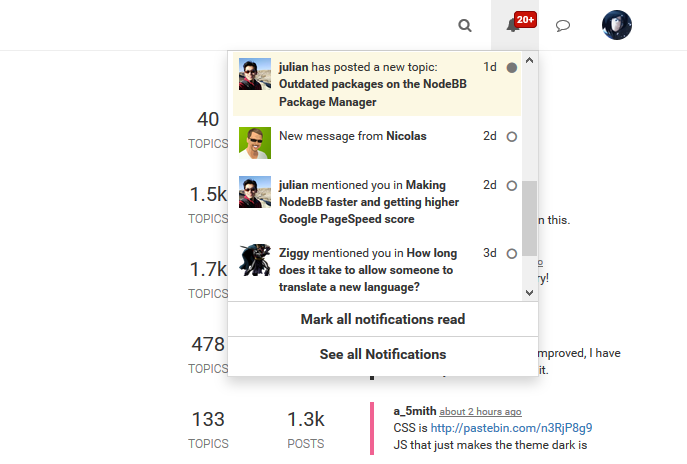 20+
julian has posted a new topic: 1d
Outdated packages on the NodeBB
Package Manager
New message from Nicolas 2d
julian mentioned you in Making 2d
NodeBB faster and getting higher
Google PageSpeed score
Ziggy mentioned you in How long 3d
does it take to allow someone to
translate a new language?
Mark all notifications read
See all Notifications
40
TOPICS
1.5k
TOPICS
n this.
1.7k
TOPICS
ry!
478
TOPICS
mproved, I have
it.
133 1.3k
TOPICS POSTS
a_5mith about 2 hours ago
CSS is http://pastebin.com/n3RjP8g9
JS that just makes the theme dark is